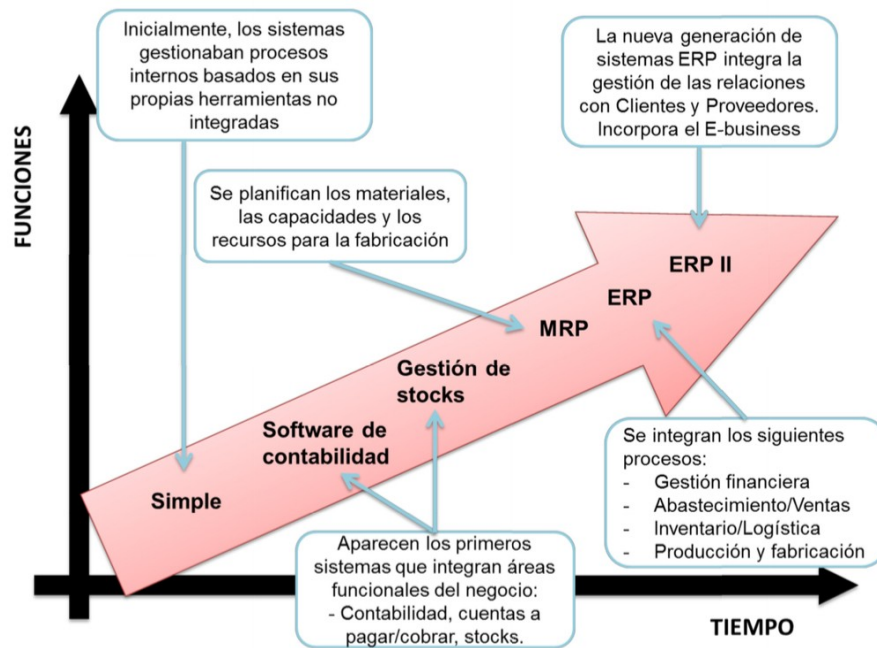 Inicialmente, los sistemas
gestionaban procesos
internos basados en sus
propias herramientas no
integradas
La nueva generación de
sistemas ERP integra la
gestión de las relaciones
con Clientes y Proveedores.
Incorpora el E-business
FUNCIONES
Se planifican los materiales,
las capacidades y los
recursos para la fabricación
ERP II
ERP
MRP
Gestión de
stocks
Software de
contabilidad
Simple
Se integran los siguientes
procesos:
- Gestión financiera
- Abastecimiento/Ventas
- Inventario/Logística
- Producción y fabricación
Aparecen los primeros
sistemas que integran áreas
funcionales del negocio:
- Contabilidad, cuentas a
pagar/cobrar, stocks.
TIEMPO